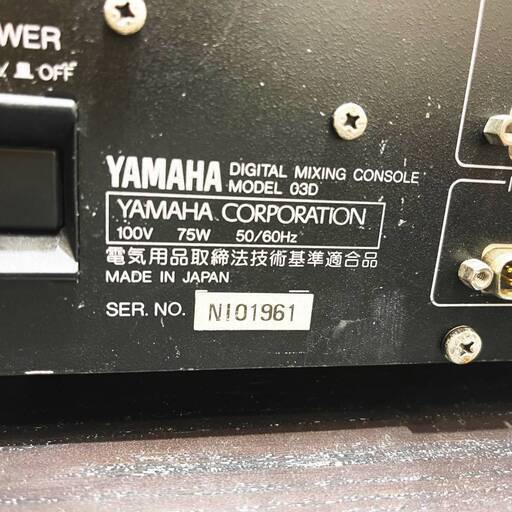 OWER
/ OFF
YAMAHA DIGITAL MIXING CONSOLE
MODEL 03D
YAMAHA CORPORATION
100V 75W 50/60Hz
電気用品取締法技術基準適合品
MADE IN JAPAN
SER. NO. NI01961